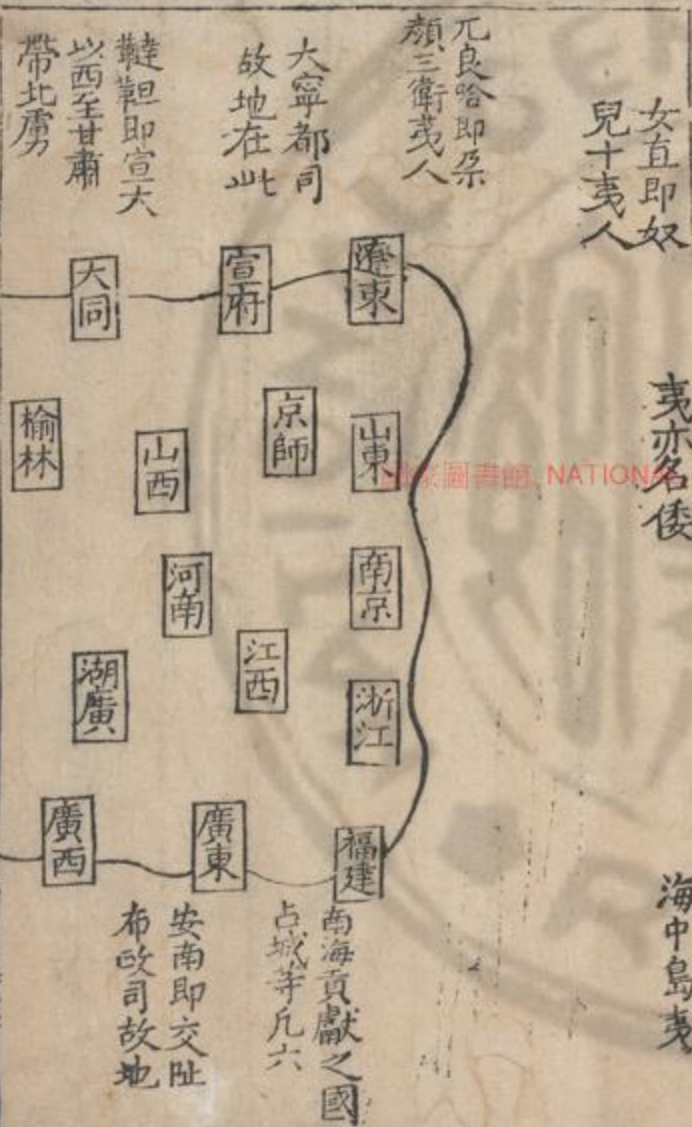 女直即奴
兒干夷人
夷亦名倭
海中島夷
兀良哈即朵
顏三衛夷人
大寧都司
故地在此
韃靼即宣大
以西至甘肅
帶北虜
遼東
宣府
大同
山東
京師
山西
榆林
南京
河南
浙江
江西
湖廣
福建
廣東
廣西
南海貢獻之國
占城等凡六
安南即交阯
布政司故地
國家圖書館 NATIONA